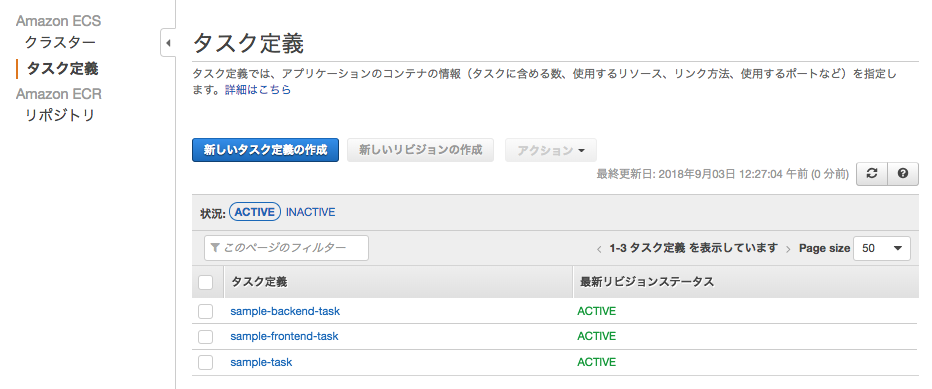 Amazon ECS
クラスター
タスク定義
Amazon ECR
リポジトリ
タスク定義
タスク定義では、アプリケーションのコンテナの情報（タスクに含める数、使用するリソース、リンク方法、使用するポートなど）を指定し
ます。詳細はこちら
新しいタスク定義の作成 新しいリビジョンの作成 アクション
最終更新日: 2018年9月03日 12:27:04 午前 (0 分前)
状況: ACTIVE INACTIVE
このページのフィルター 1-3 タスク定義 を表示しています Page size 50
タスク定義 最新リビジョンステータス
sample-backend-task ACTIVE
sample-frontend-task ACTIVE
sample-task ACTIVE